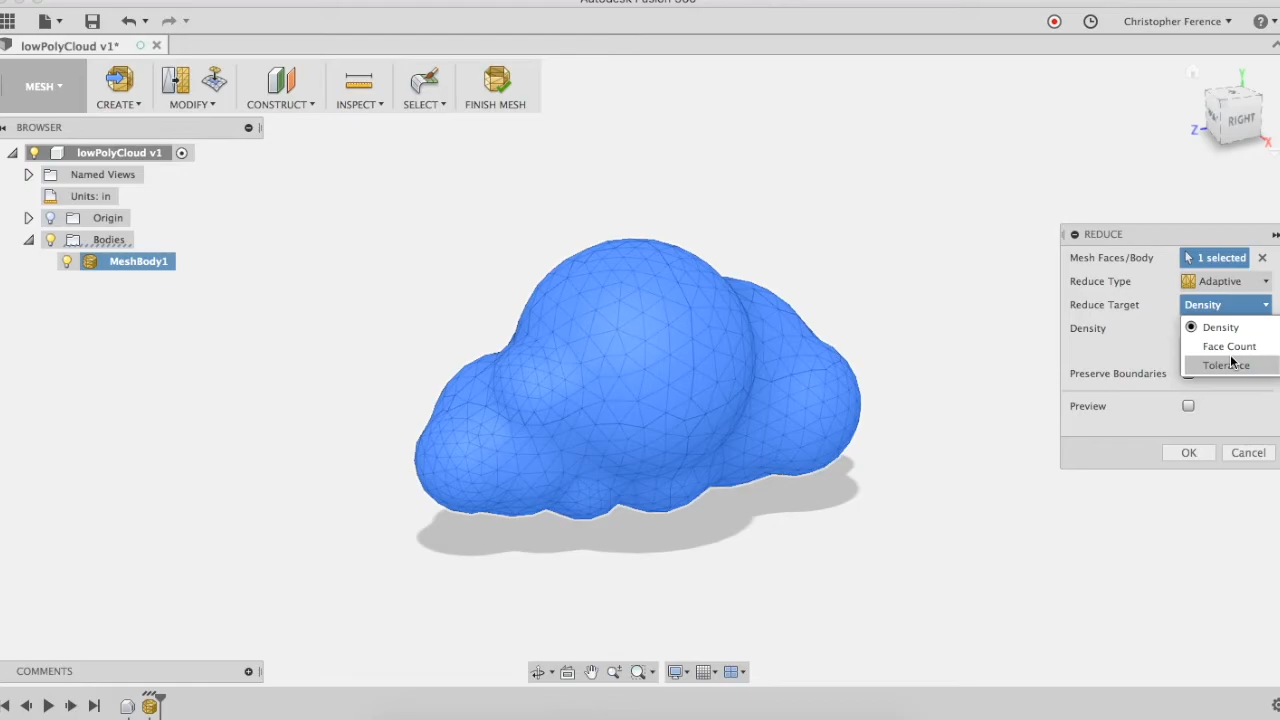 Autodesk Fusion 360
Christopher Ference
lowPolyCloud v1*
MESH
CREATE
MODIFY
CONSTRUCT
INSPECT
SELECT
FINISH MESH
BROWSER
lowPolyCloud v1
Named Views
Units: in
Origin
Bodies
MeshBody1
Y
RIGHT
Z
X
REDUCE
Mesh Faces/Body
1 selected
Reduce Type
Adaptive
Reduce Target
Density
Density
Density
Face Count
Tolerance
Preserve Boundaries
Preview
OK
Cancel
COMMENTS